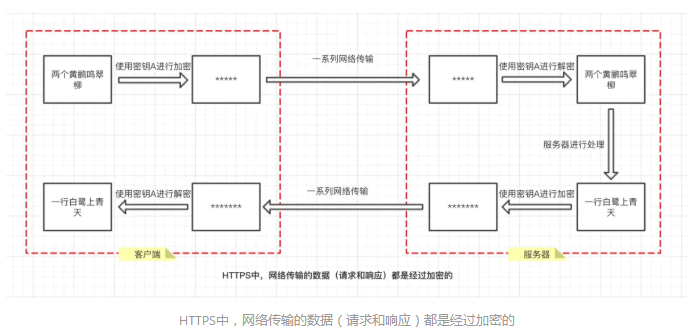 一系列网络传输
使用密钥A进行加密
使用密钥A进行解密
两个黄鹂鸣翠
柳
*****
*****
两个黄鹂鸣翠
柳
服务器进行处理
一系列网络传输
使用密钥A进行解密
使用密钥A进行加密
一行白鹭上青
天
*******
*******
一行白鹭上青
天
客户端
服务器
HTTPS中，网络传输的数据（请求和响应）都是经过加密的
HTTPS中，网络传输的数据（请求和响应）都是经过加密的